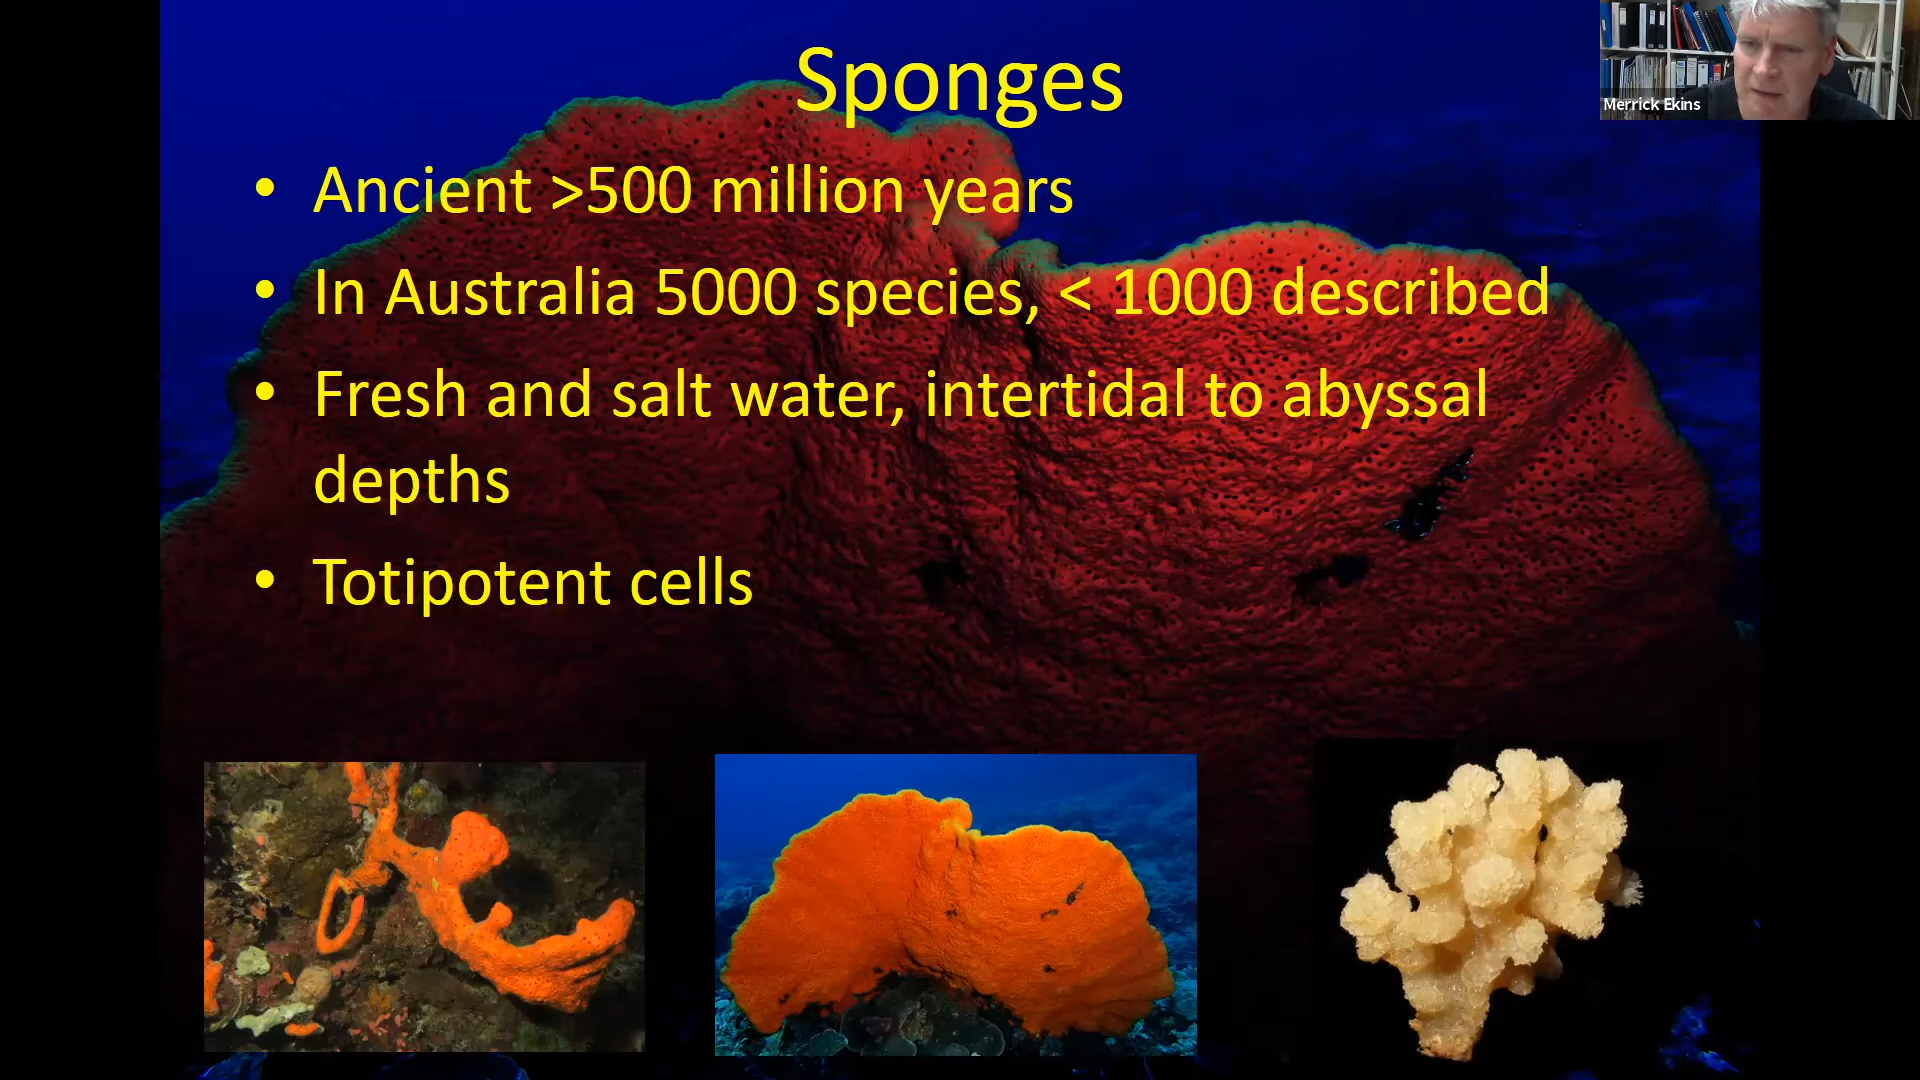 Sponges
Merrick Ekins
• Ancient >500 million years
• In Australia 5000 species, < 1000 described
• Fresh and salt water, intertidal to abyssal
depths
• Totipotent cells